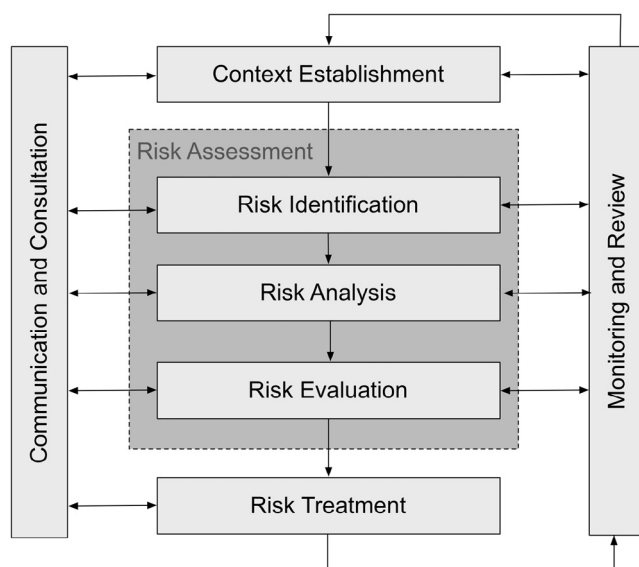 Context Establishment
Risk Assessment
Risk Identification
Risk Analysis
Risk Evaluation
Risk Treatment
Communication and Consultation
Monitoring and Review